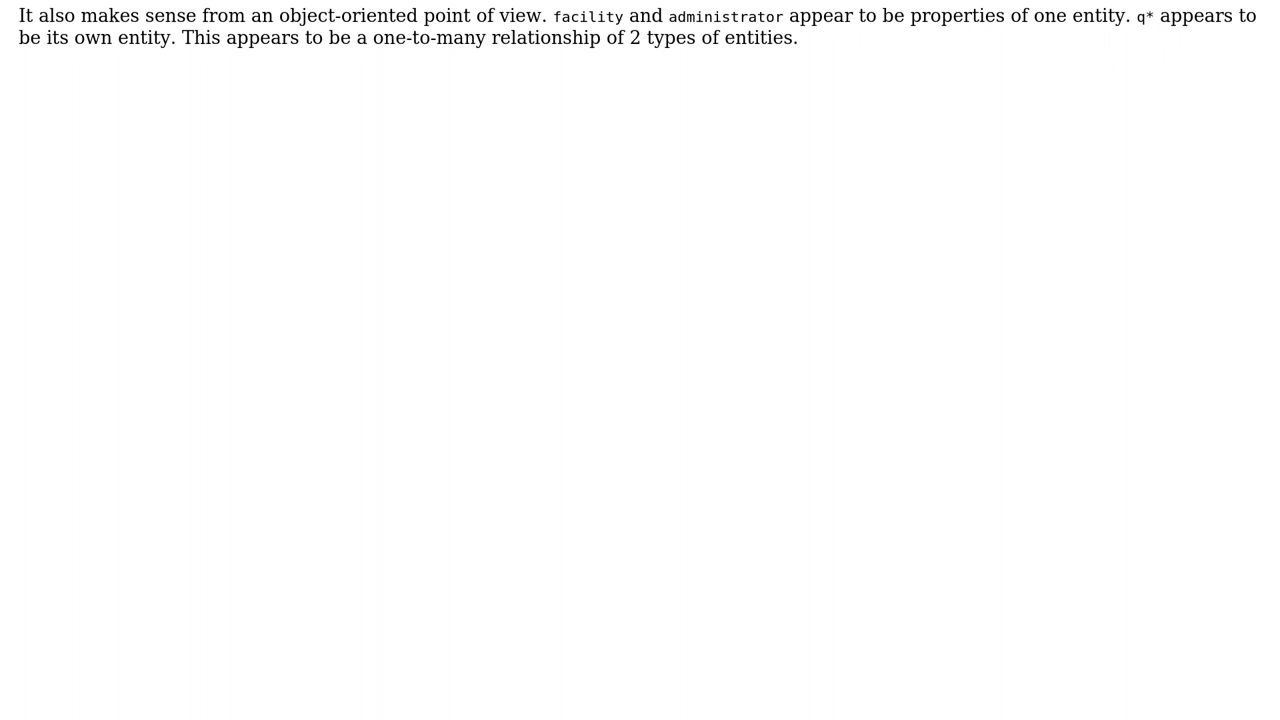 It also makes sense from an object-oriented point of view. facility and administrator appear to be properties of one entity. q* appears to
be its own entity. This appears to be a one-to-many relationship of 2 types of entities.